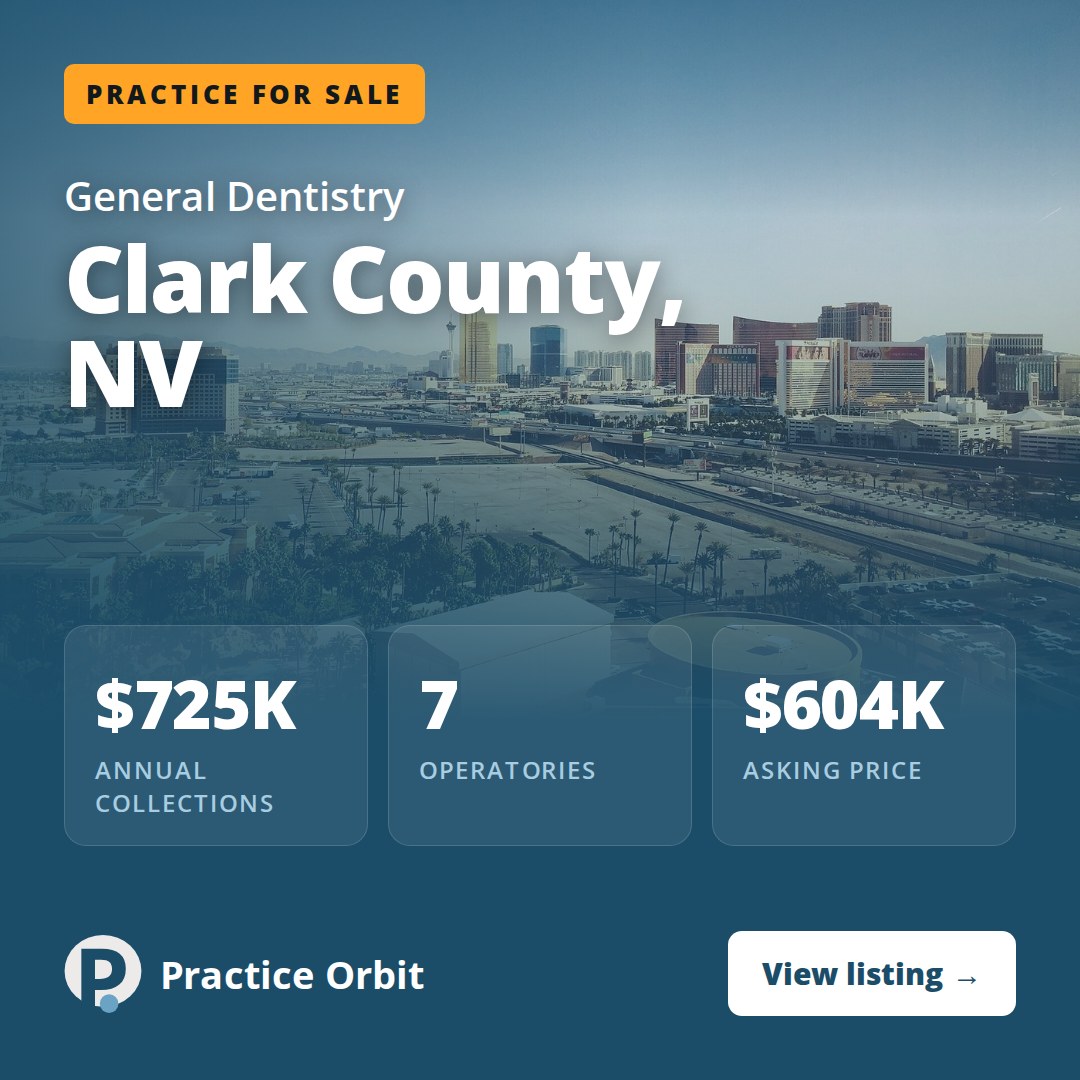 PRACTICE FOR SALE
General Dentistry
Clark County,
NV
$725K
ANNUAL
COLLECTIONS
7
OPERATORIES
$604K
ASKING PRICE
Practice Orbit
View listing →